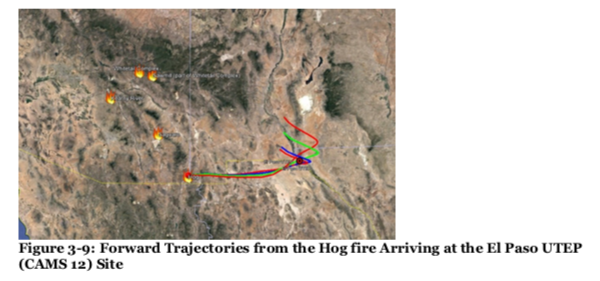 Figure 3-9: Forward Trajectories from the Hog fire Arriving at the El Paso UTEP
(CAMS 12) Site